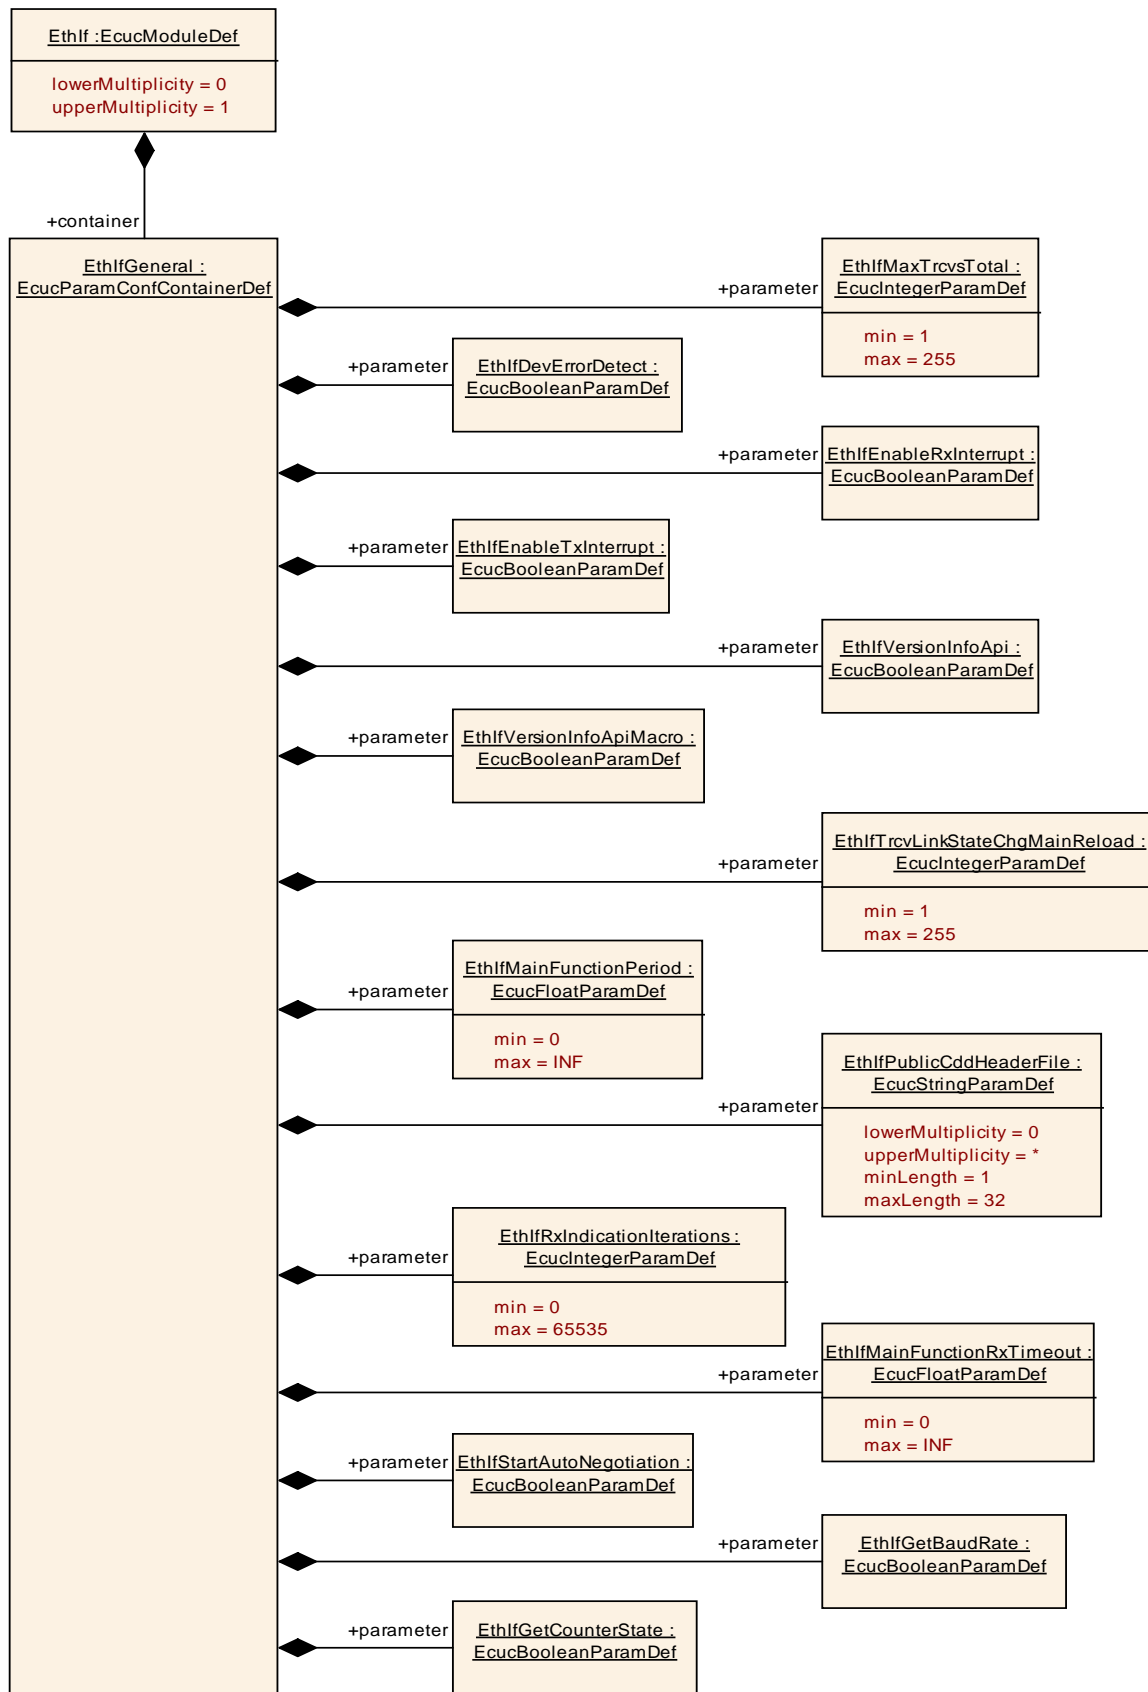 EthIf :EcucModuleDef
lowerMultiplicity = 0
upperMultiplicity = 1
+container
EthIfGeneral :
EcucParamConfContainerDef
+parameter
EthIfMaxTrcvsTotal :
EcucIntegerParamDef
min = 1
max = 255
+parameter
EthIfDevErrorDetect :
EcucBooleanParamDef
+parameter
EthIfEnableRxInterrupt :
EcucBooleanParamDef
+parameter
EthIfEnableTxInterrupt :
EcucBooleanParamDef
+parameter
EthIfVersionInfoApi :
EcucBooleanParamDef
+parameter
EthIfVersionInfoApiMacro :
EcucBooleanParamDef
+parameter
EthIfTrcvLinkStateChgMainReload :
EcucIntegerParamDef
min = 1
max = 255
+parameter
EthIfMainFunctionPeriod :
EcucFloatParamDef
min = 0
max = INF
+parameter
EthIfPublicCddHeaderFile :
EcucStringParamDef
lowerMultiplicity = 0
upperMultiplicity = *
minLength = 1
maxLength = 32
+parameter
EthIfRxIndicationIterations :
EcucIntegerParamDef
min = 0
max = 65535
+parameter
EthIfMainFunctionRxTimeout :
EcucFloatParamDef
min = 0
max = INF
+parameter
EthIfStartAutoNegotiation :
EcucBooleanParamDef
+parameter
EthIfGetBaudRate :
EcucBooleanParamDef
+parameter
EthIfGetCounterState :
EcucBooleanParamDef